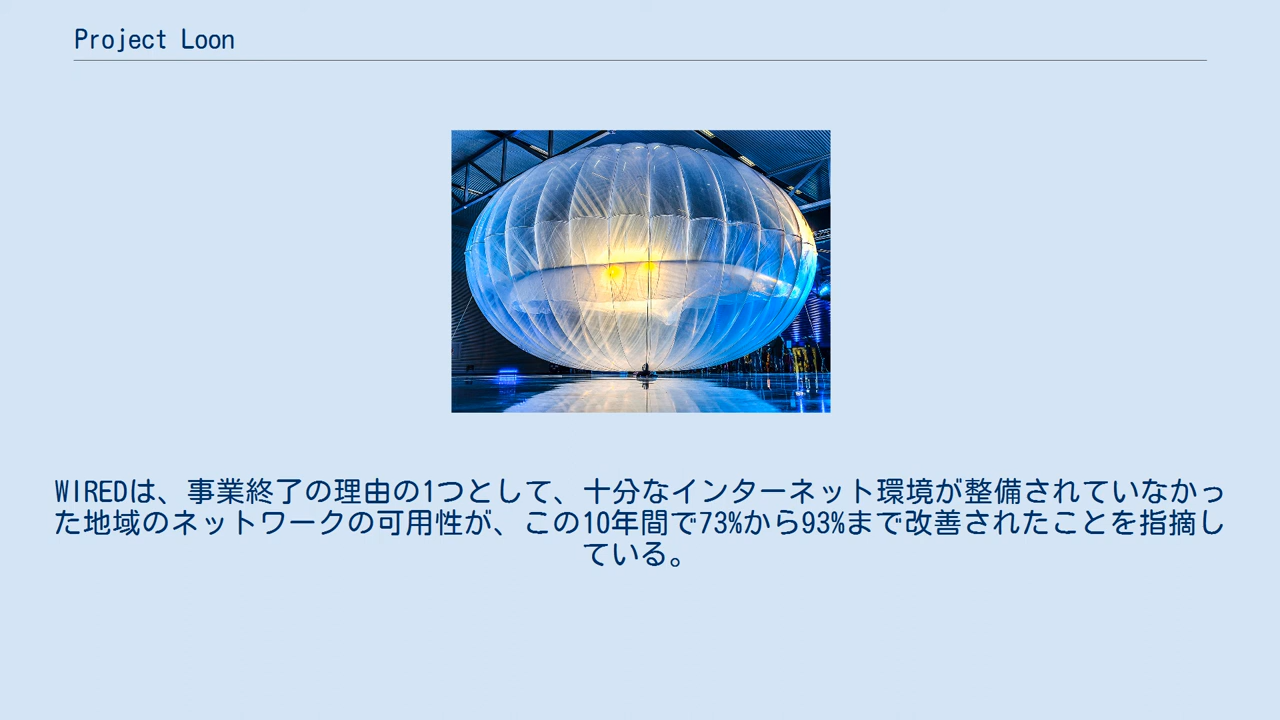 Project Loon
WIREDは、事業終了の理由の1つとして、十分なインターネット環境が整備されていなかっ
た地域のネットワークの可用性が、この10年間で73%から93%まで改善されたことを指摘し
ている。